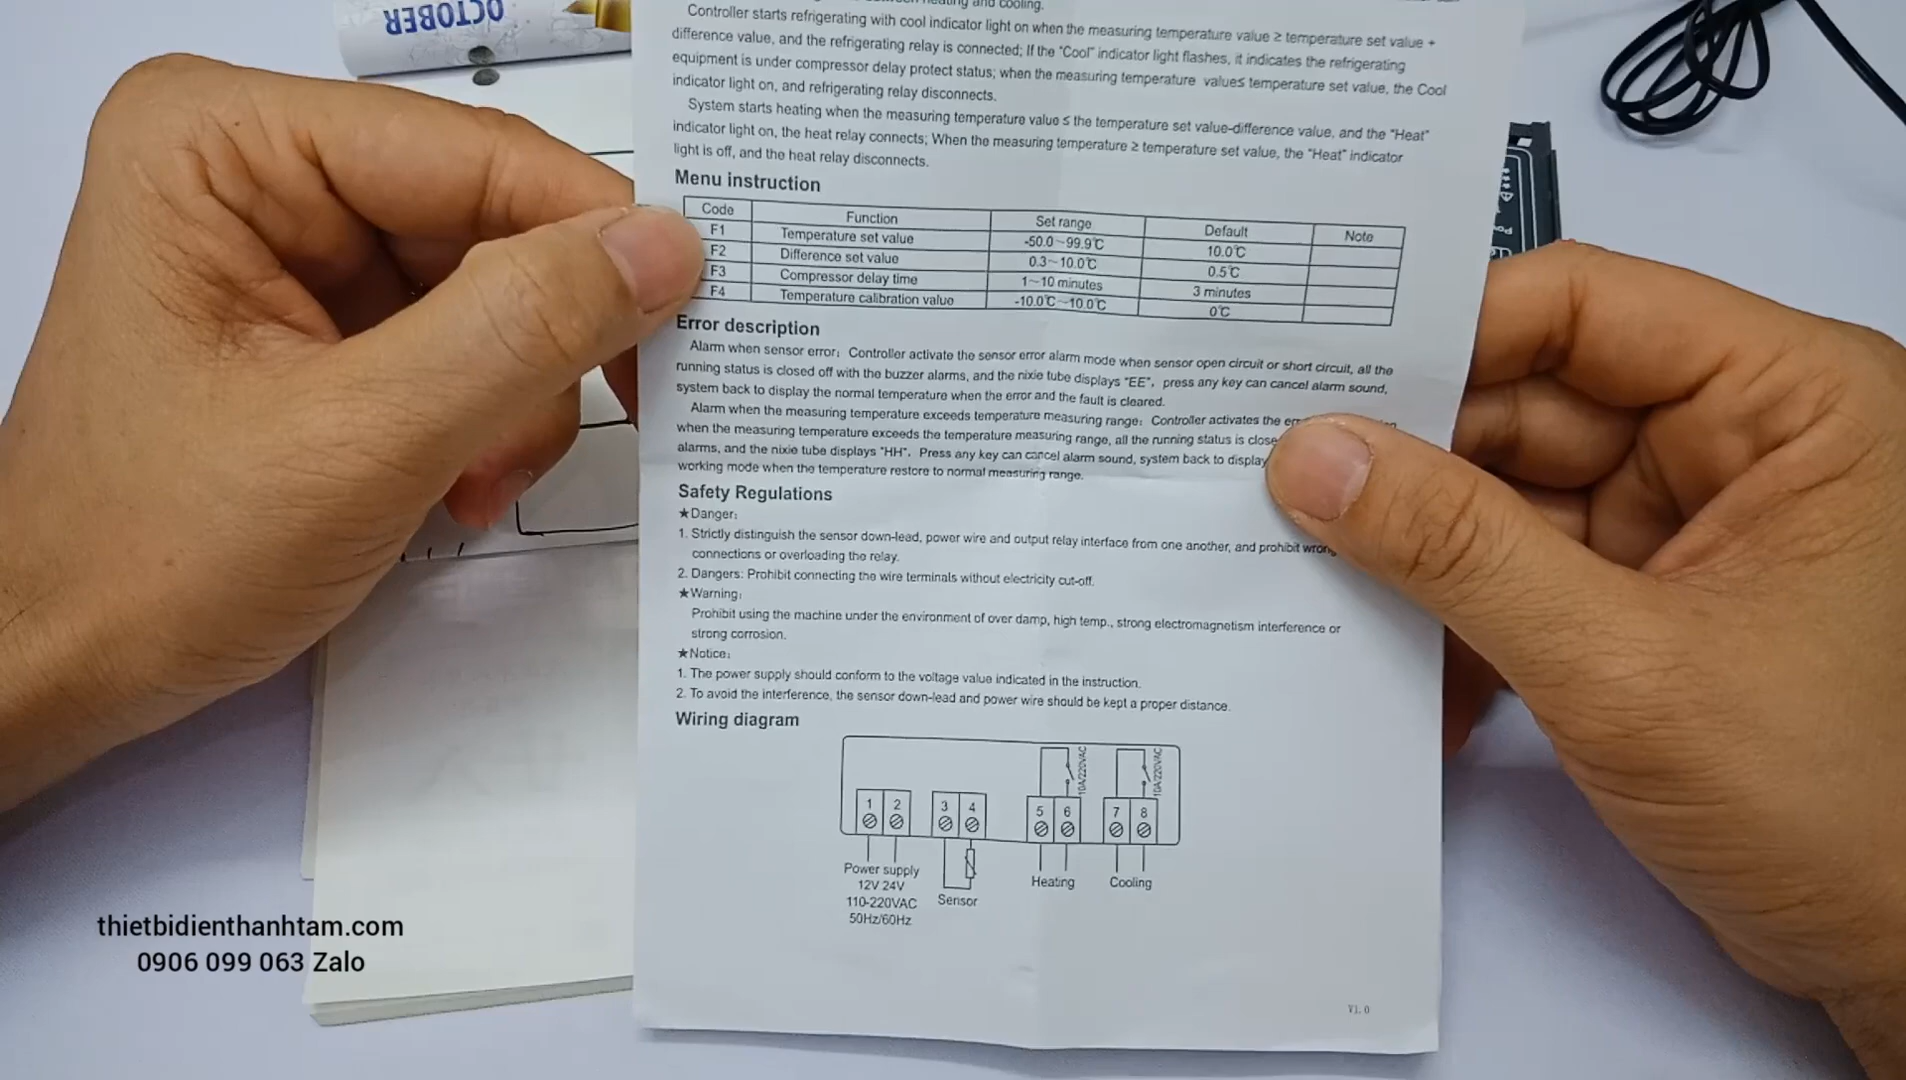 OCTOBER
and cooling.
Controller starts refrigerating with cool indicator light on when the measuring temperature value ≥ temperature set value +
difference value, and the refrigerating relay is connected; If the "Cool" indicator light flashes, it indicates the refrigerating
equipment is under compressor delay protect status; when the measuring temperature value≤ temperature set value, the Cool
indicator light on, and refrigerating relay disconnects.
System starts heating when the measuring temperature value ≤ the temperature set value-difference value, and the "Heat"
indicator light on, the heat relay connects; When the measuring temperature ≥ temperature set value, the "Heat" indicator
light is off, and the heat relay disconnects.
Menu instruction
Code Function Set range Default Note
F1 Temperature set value -50.0~99.9℃ 10.0℃
F2 Difference set value 0.3~10.0℃ 0.5℃
F3 Compressor delay time 1~10 minutes 3 minutes
F4 Temperature calibration value -10.0℃~10.0℃ 0℃
Error description
Alarm when sensor error: Controller activate the sensor error alarm mode when sensor open circuit or short circuit, all the
running status is closed off with the buzzer alarms, and the nixie tube displays "EE", press any key can cancel alarm sound,
system back to display the normal temperature when the error and the fault is cleared.
Alarm when the measuring temperature exceeds temperature measuring range: Controller activates the
when the measuring temperature exceeds the temperature measuring range, all the running status is close
alarms, and the nixie tube displays "HH", Press any key can cancel alarm sound, system back to display
working mode when the temperature restore to normal measuring range.
Safety Regulations
★Danger:
1. Strictly distinguish the sensor down-lead, power wire and output relay interface from one another, and prohibit wrong
connections or overloading the relay.
2. Dangers: Prohibit connecting the wire terminals without electricity cut-off.
★Warning:
Prohibit using the machine under the environment of over damp, high temp., strong electromagnetism interference or
strong corrosion.
★Notice:
1. The power supply should conform to the voltage value indicated in the instruction.
2. To avoid the interference, the sensor down-lead and power wire should be kept a proper distance.
Wiring diagram
10A/220VAC 10A/220VAC
1 2 3 4 5 6 7 8
Power supply
12V 24V
110-220VAC
50Hz/60Hz
Sensor
Heating
Cooling
V1.0
thietbidienthanhtam.com
0906 099 063 Zalo